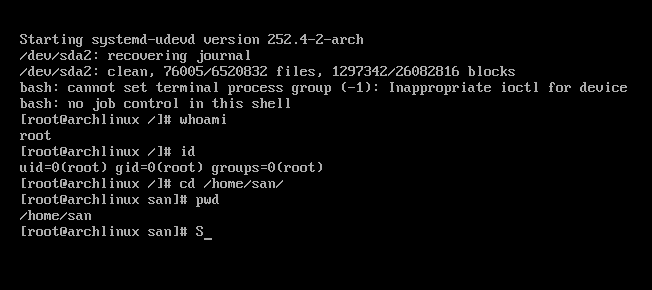 Starting systemd-udevd version 252.4-2-arch
/dev/sda2: recovering journal
/dev/sda2: clean, 76005/6520832 files, 1297342/26082816 blocks
bash: cannot set terminal process group (-1): Inappropriate ioctl for device
bash: no job control in this shell
[root@archlinux /]# whoami
root
[root@archlinux /]# id
uid=0(root) gid=0(root) groups=0(root)
[root@archlinux /]# cd /home/san/
[root@archlinux san]# pwd
/home/san
[root@archlinux san]# S_